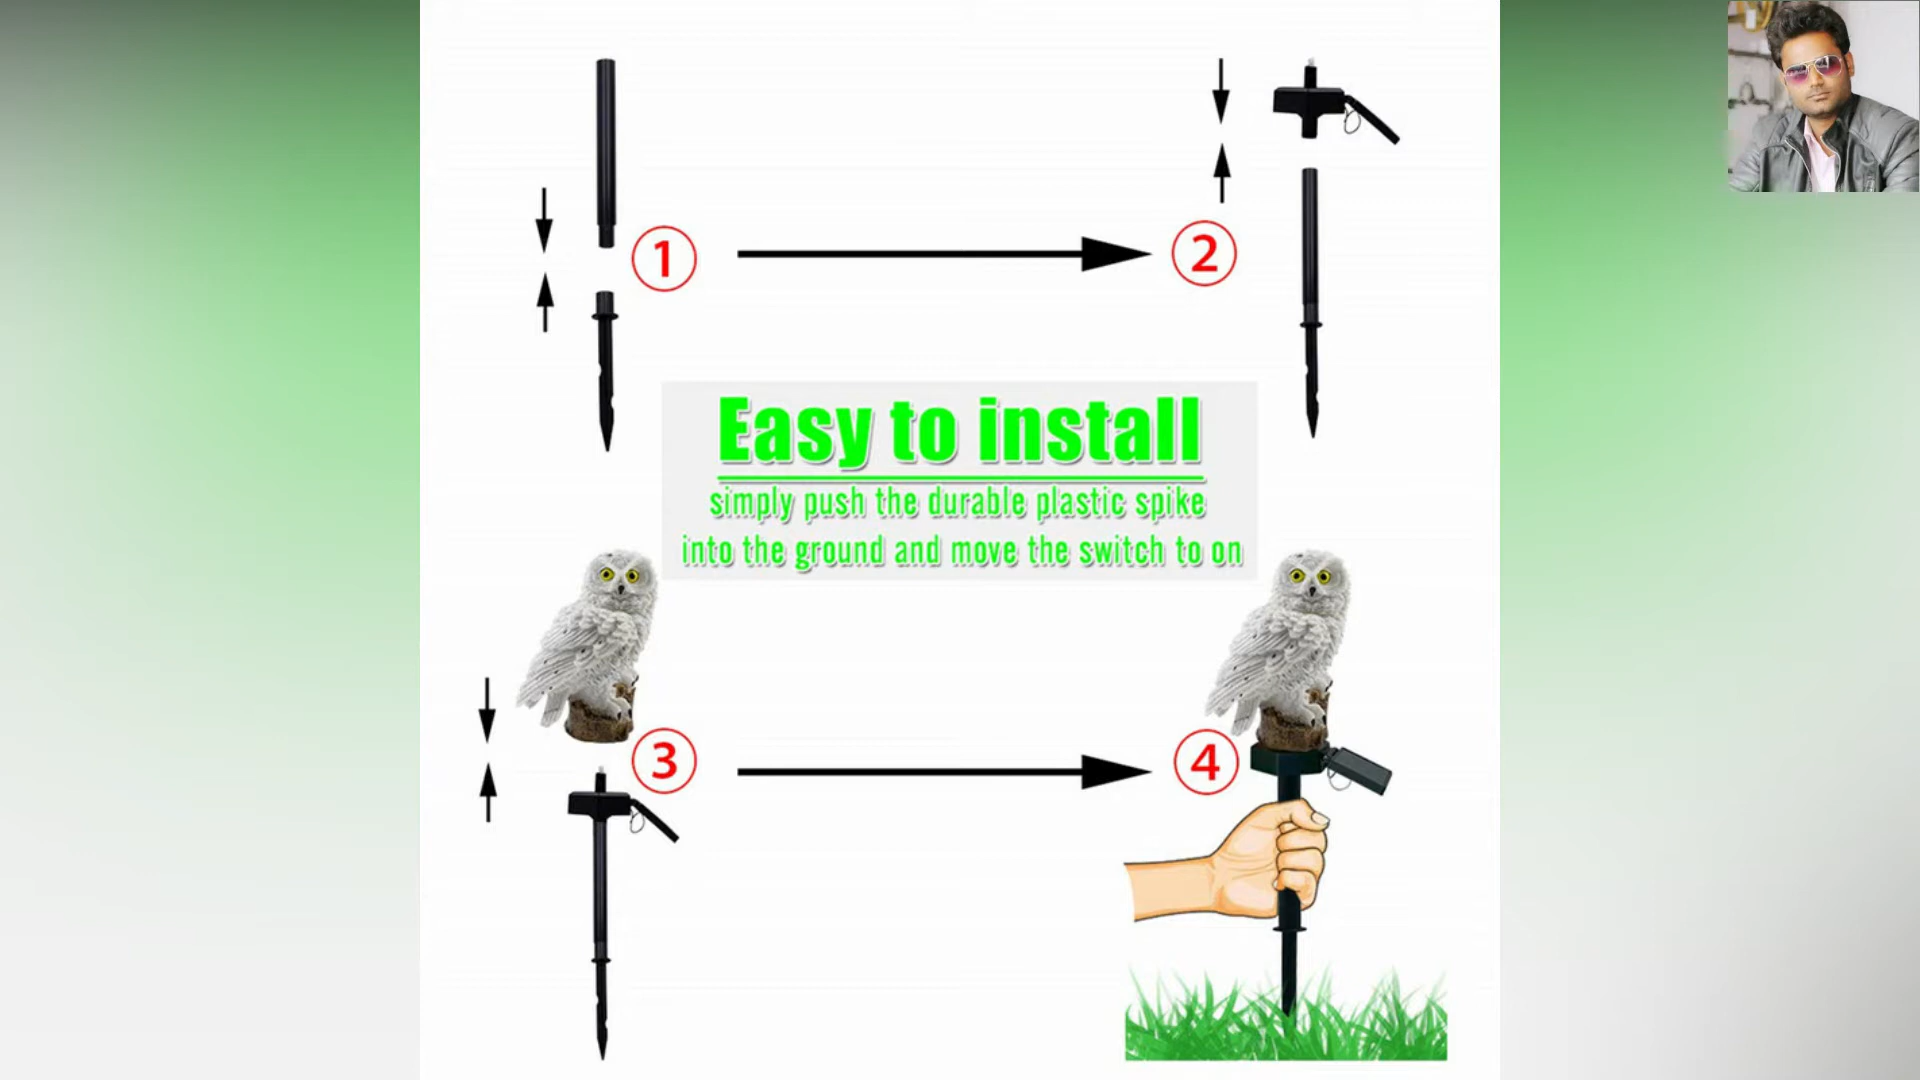 1
2
Easy to install
simply push the durable plastic spike
into the ground and move the switch to on
3
4